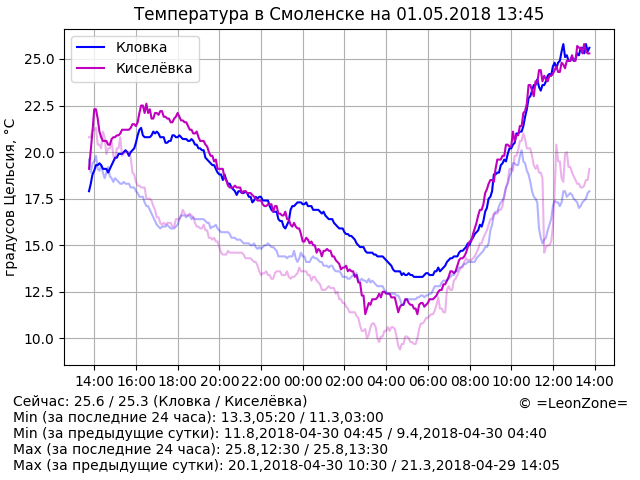 Температура в Смоленске на 01.05.2018 13:45
Кловка
Киселёвка
градусов Цельсия, °C
25.0
22.5
20.0
17.5
15.0
12.5
10.0
14:00 16:00 18:00 20:00 22:00 00:00 02:00 04:00 06:00 08:00 10:00 12:00 14:00
Сейчас: 25.6 / 25.3 (Кловка / Киселёвка)
© =LeonZone=
Min (за последние 24 часа): 13.3,05:20 / 11.3,03:00
Min (за предыдущие сутки): 11.8,2018-04-30 04:45 / 9.4,2018-04-30 04:40
Max (за последние 24 часа): 25.8,12:30 / 25.8,13:30
Max (за предыдущие сутки): 20.1,2018-04-30 10:30 / 21.3,2018-04-29 14:05